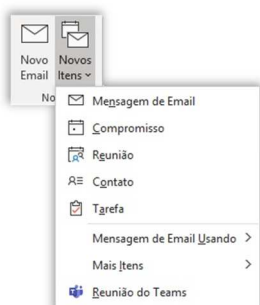 Novo Novos
Email Itens
No
Mensagem de Email
Compromisso
Reunião
Contato
Tarefa
Mensagem de Email Usando
Mais Itens
Reunião do Teams